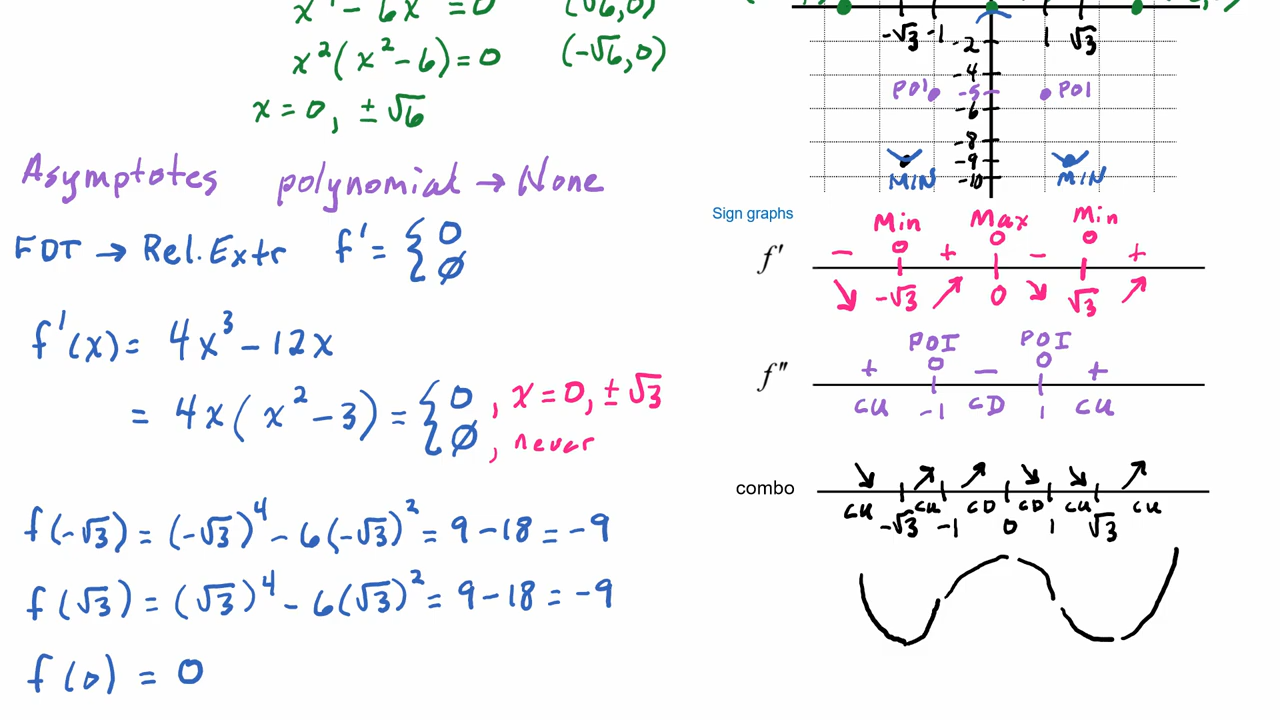 x⁴ - 6x² = 0 (√6,0)
x²(x²-6) = 0 (-√6,0)
x = 0, ±√6
Asymptotes polynomial → None
FDT → Rel.Extr f' = { 0
∅
f'(x) = 4x³ - 12x
= 4x(x² - 3) = { 0, x = 0, ±√3
∅, never
f(-√3) = (-√3)⁴ - 6(-√3)² = 9 - 18 = -9
f(√3) = (√3)⁴ - 6(√3)² = 9 - 18 = -9
f(0) = 0
-√3 -1 1 √3
-2
-4
POI -5 POI
-6
-8
-9
MIN -10 MIN
Sign graphs
Min Max Min
0 0 0
f' - + - +
↘ -√3 ↗ 0 ↘ √3 ↗
POI POI
0 0
f" + - +
CU -1 CD 1 CU
↘ ↗ ↗ ↘ ↘ ↗
combo
CU CU CD CD CU CU
-√3 -1 0 1 √3